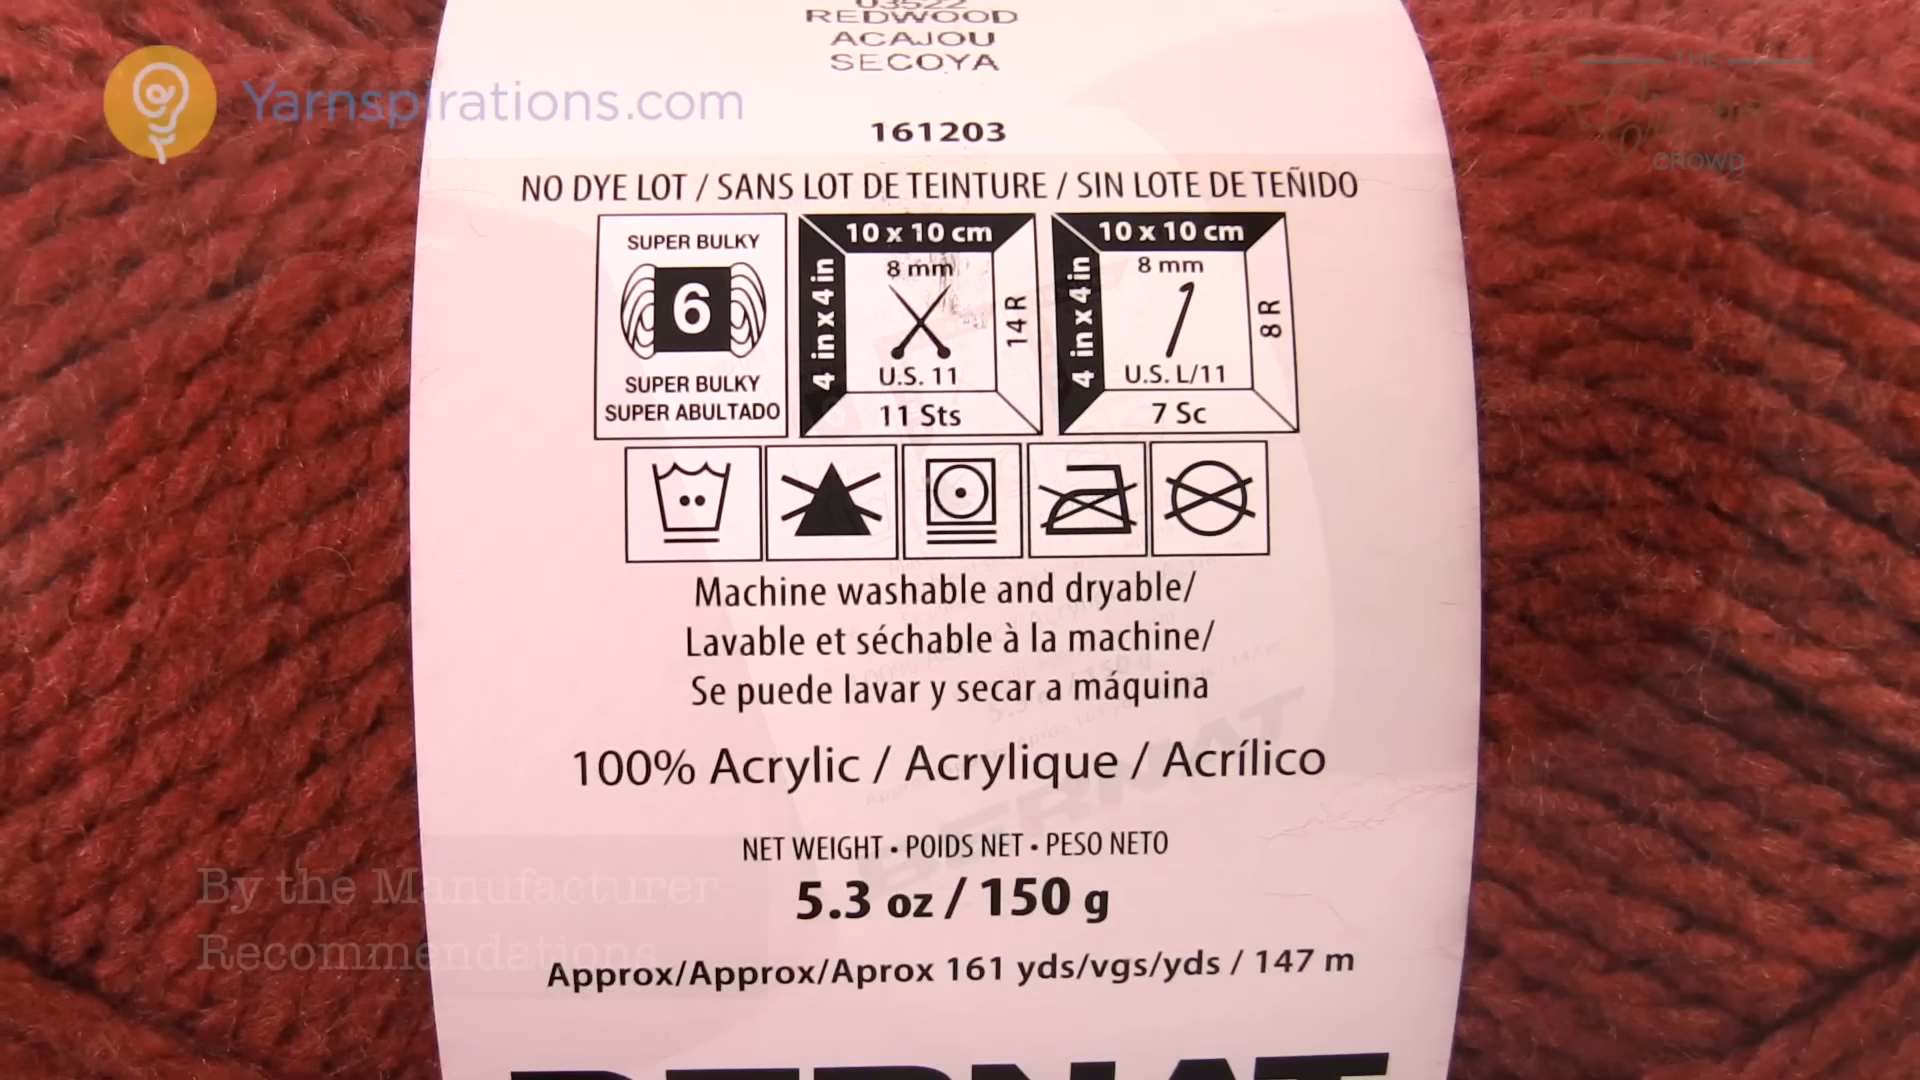 03522
REDWOOD
ACAJOU
SECOYA
Yarnspirations.com
THE
Crochet
CROWD
161203
NO DYE LOT / SANS LOT DE TEINTURE / SIN LOTE DE TEÑIDO
SUPER BULKY
6
SUPER BULKY
SUPER ABULTADO
10 x 10 cm
4 in x 4 in
8 mm
14 R
U.S. 11
11 Sts
10 x 10 cm
4 in x 4 in
8 mm
8 R
U.S. L/11
7 Sc
Machine washable and dryable/
Lavable et séchable à la machine/
Se puede lavar y secar a máquina
100% Acrylic / Acrylique / Acrílico
NET WEIGHT • POIDS NET • PESO NETO
5.3 oz / 150 g
By the Manufacturer
Recommendations
Approx/Approx/Aprox 161 yds/vgs/yds / 147 m
BERNAT